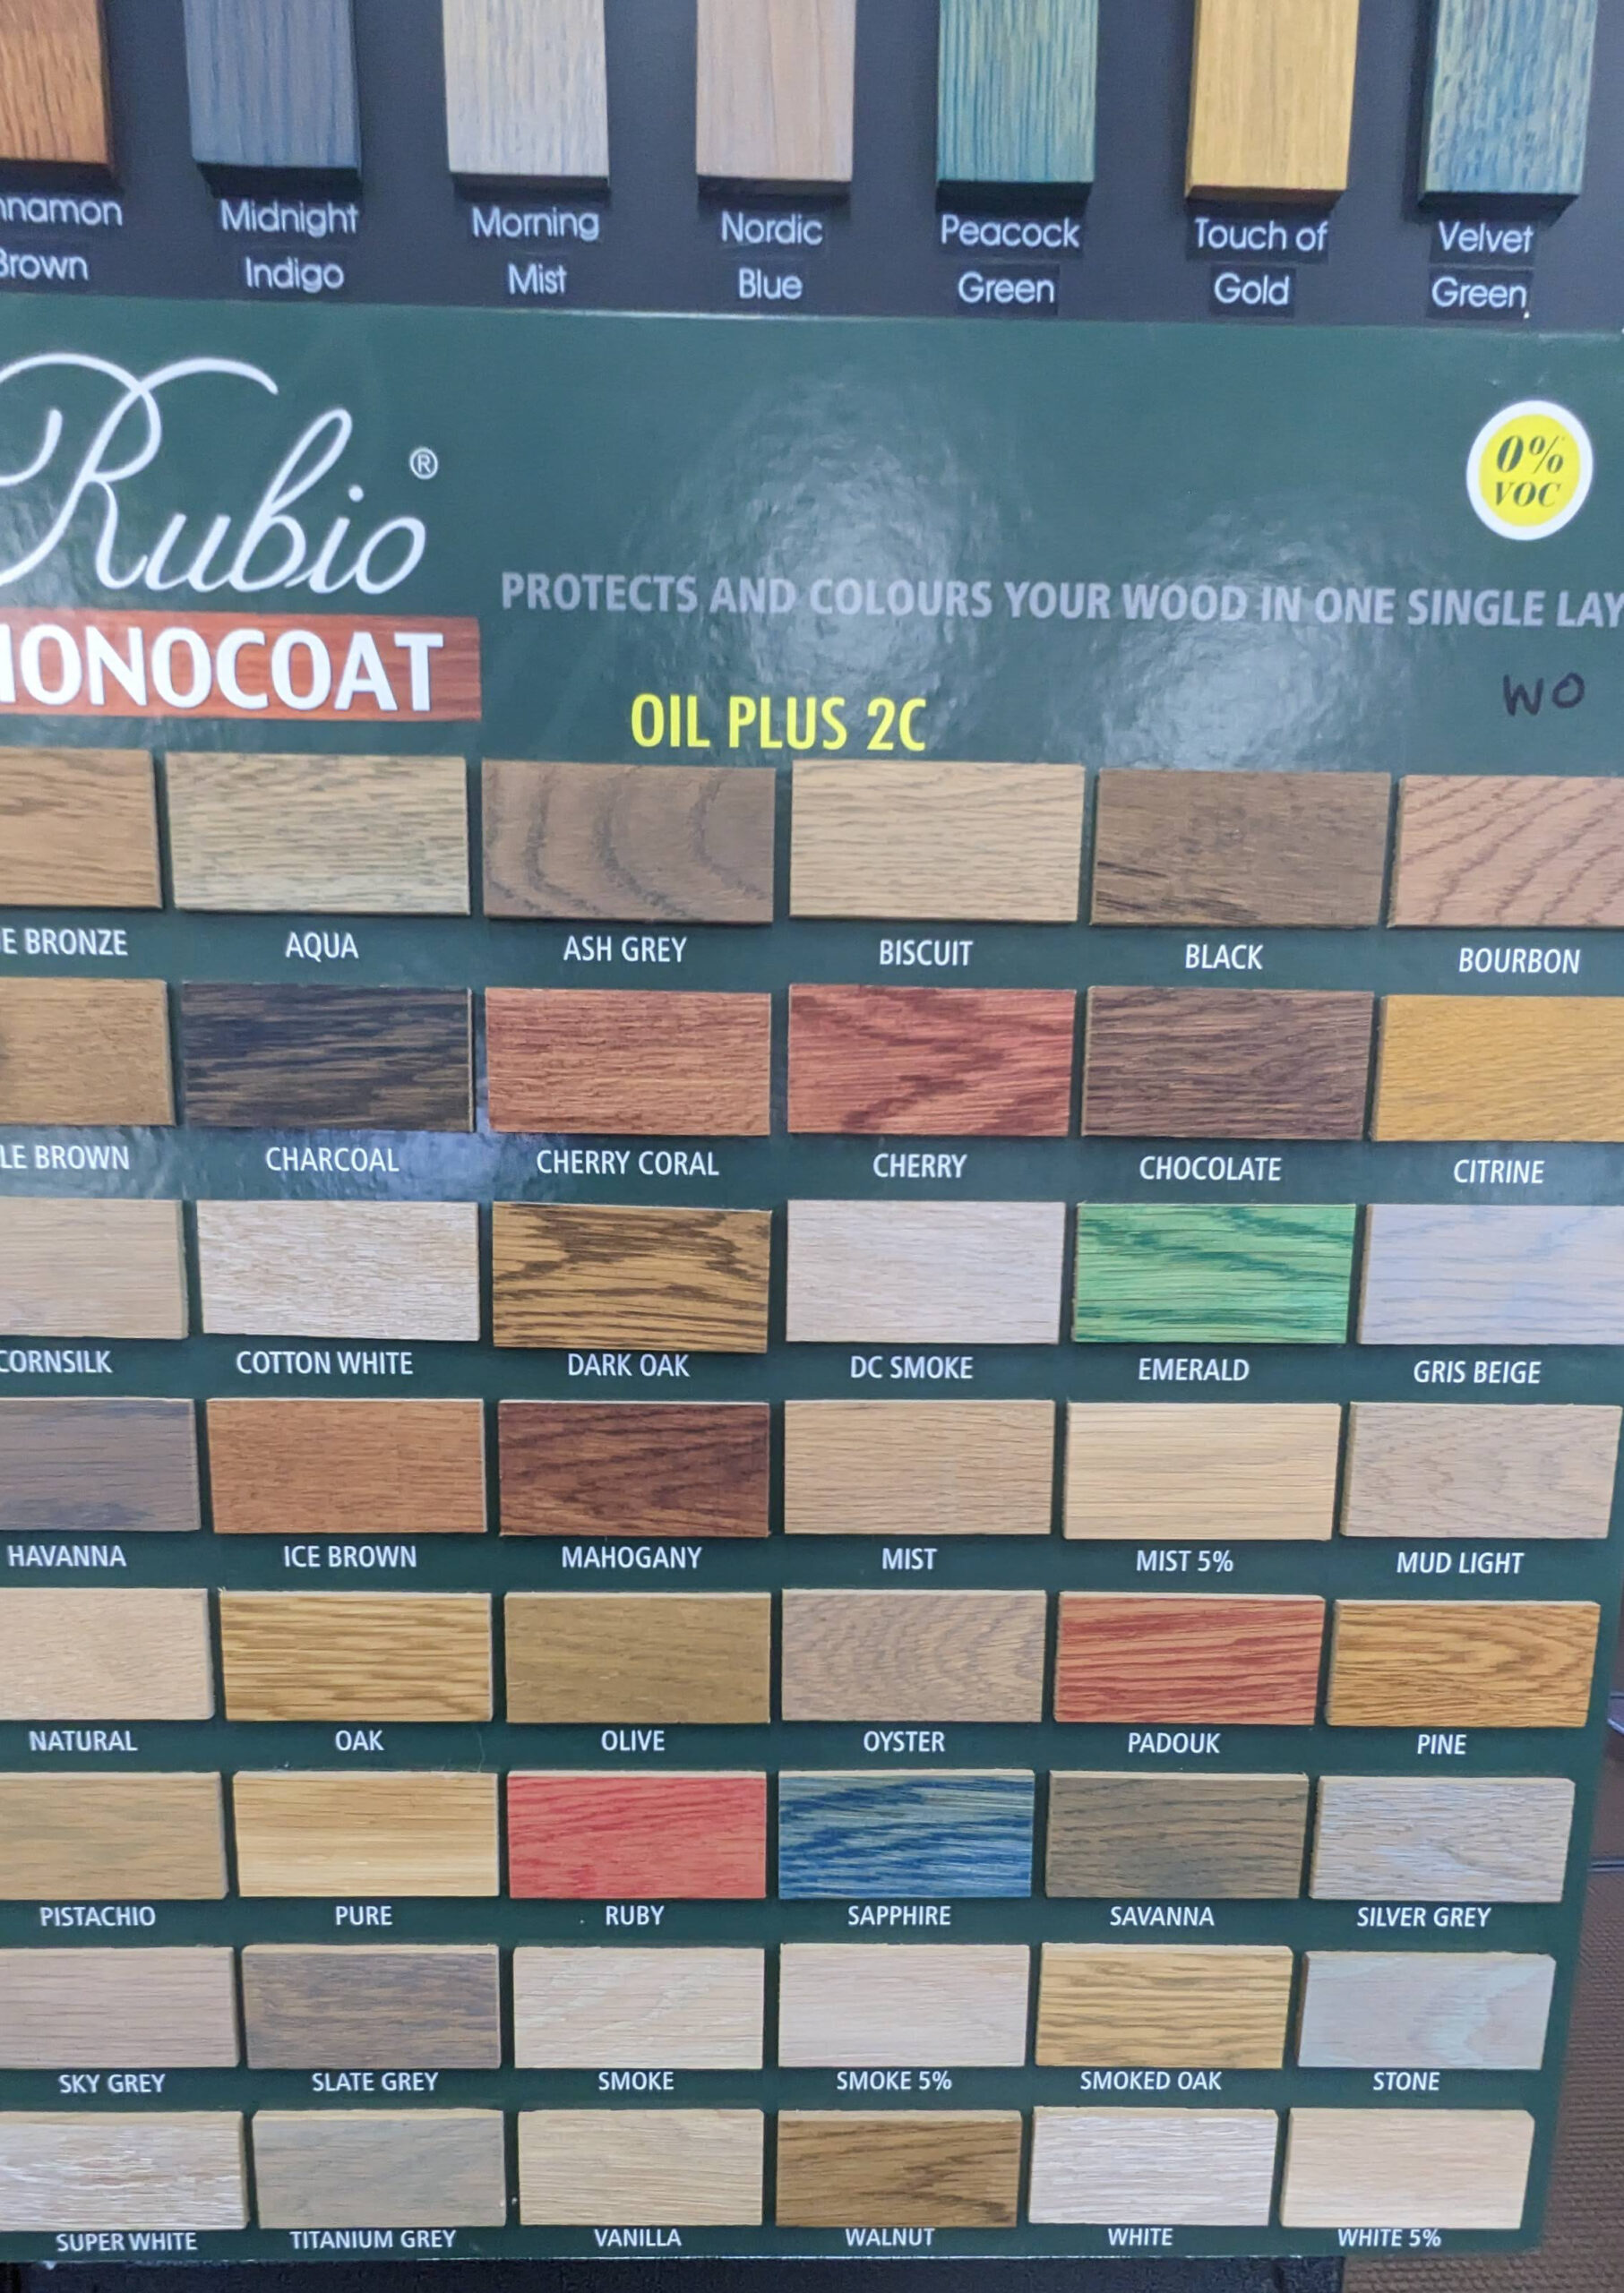 nnamon Midnight Morning Nordic Peacock Touch of Velvet
Brown Indigo Mist Blue Green Gold Green
Rubio ®
MONOCOAT
0%
VOC
PROTECTS AND COLOURS YOUR WOOD IN ONE SINGLE LAY
WO
OIL PLUS 2C
E BRONZE AQUA ASH GREY BISCUIT BLACK BOURBON
LE BROWN CHARCOAL CHERRY CORAL CHERRY CHOCOLATE CITRINE
CORNSILK COTTON WHITE DARK OAK DC SMOKE EMERALD GRIS BEIGE
HAVANNA ICE BROWN MAHOGANY MIST MIST 5% MUD LIGHT
NATURAL OAK OLIVE OYSTER PADOUK PINE
PISTACHIO PURE RUBY SAPPHIRE SAVANNA SILVER GREY
SKY GREY SLATE GREY SMOKE SMOKE 5% SMOKED OAK STONE
SUPER WHITE TITANIUM GREY VANILLA WALNUT WHITE WHITE 5%